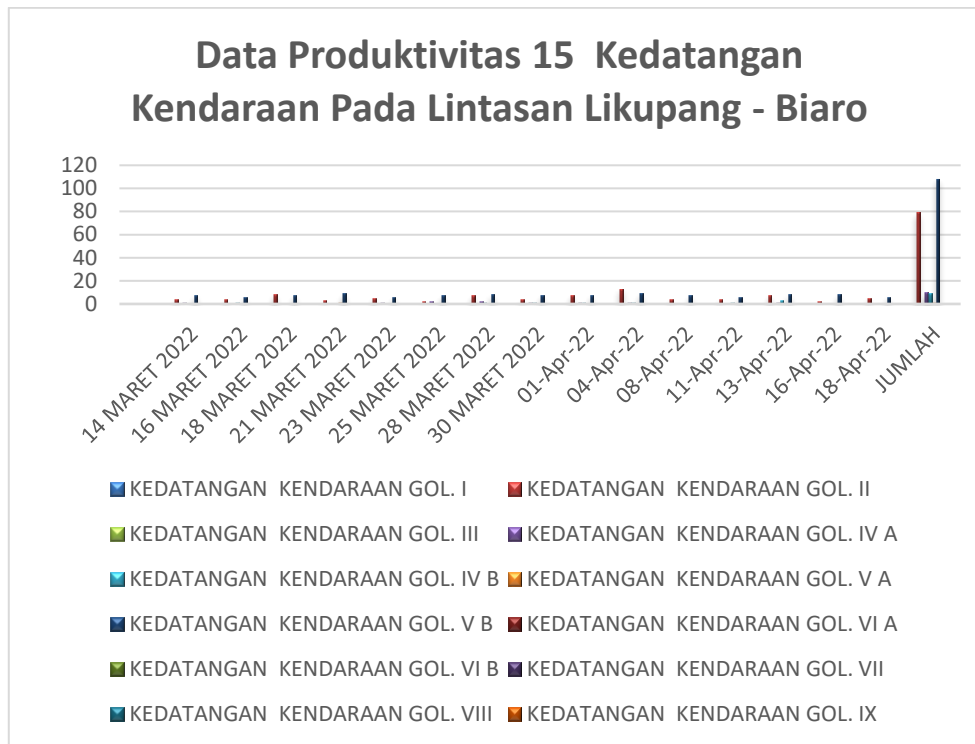 Data Produktivitas 15 Kedatangan
Kendaraan Pada Lintasan Likupang - Biaro
120
100
80
60
40
20
0
14 MARET 2022
16 MARET 2022
18 MARET 2022
21 MARET 2022
23 MARET 2022
25 MARET 2022
28 MARET 2022
30 MARET 2022
01-Apr-22
04-Apr-22
08-Apr-22
11-Apr-22
13-Apr-22
16-Apr-22
18-Apr-22
JUMLAH
KEDATANGAN KENDARAAN GOL. I
KEDATANGAN KENDARAAN GOL. II
KEDATANGAN KENDARAAN GOL. III
KEDATANGAN KENDARAAN GOL. IV A
KEDATANGAN KENDARAAN GOL. IV B
KEDATANGAN KENDARAAN GOL. V A
KEDATANGAN KENDARAAN GOL. V B
KEDATANGAN KENDARAAN GOL. VI A
KEDATANGAN KENDARAAN GOL. VI B
KEDATANGAN KENDARAAN GOL. VII
KEDATANGAN KENDARAAN GOL. VIII
KEDATANGAN KENDARAAN GOL. IX